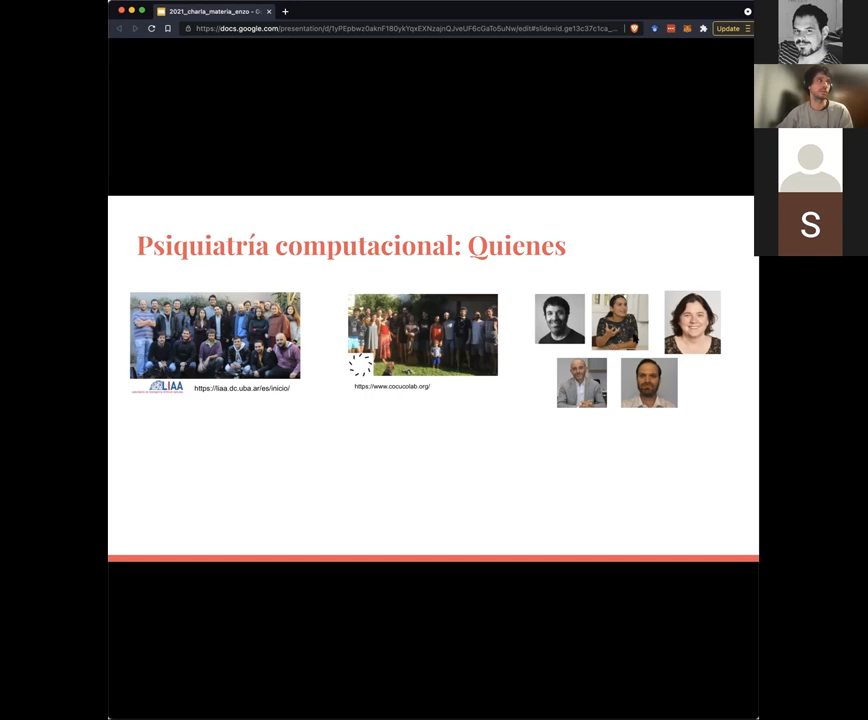 2021_charla_materia_enzo - G
https://docs.google.com/presentation/d/1yPEpbwz0aknF180ykYqxEXNzajnQJveUF6cGaTo5uNw/edit#slide=id.ge13c37c1ca_...
Update
S
Psiquiatría computacional: Quienes
LIAA
https://liaa.dc.uba.ar/es/inicio/
https://www.cocucolab.org/